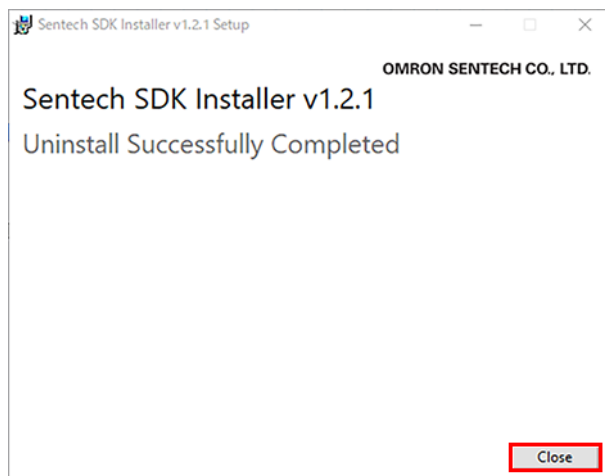 Sentech SDK Installer v1.2.1 Setup
OMRON SENTECH CO., LTD.
Sentech SDK Installer v1.2.1
Uninstall Successfully Completed
Close